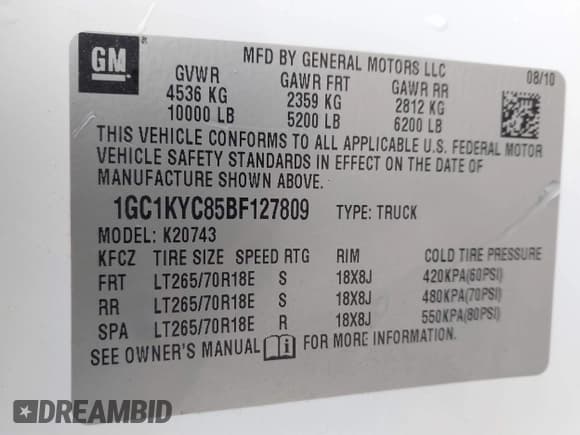 GM
MFD BY GENERAL MOTORS LLC
08/10
GVWR GAWR FRT GAWR RR
4536 KG 2359 KG 2812 KG
10000 LB 5200 LB 6200 LB
THIS VEHICLE CONFORMS TO ALL APPLICABLE U.S. FEDERAL MOTOR
VEHICLE SAFETY STANDARDS IN EFFECT ON THE DATE OF
MANUFACTURE SHOWN ABOVE.
1GC1KYC85BF127809 TYPE: TRUCK
MODEL: K20743
KFCZ TIRE SIZE SPEED RTG RIM COLD TIRE PRESSURE
FRT LT265/70R18E S 18X8J 420KPA(60PSI)
RR LT265/70R18E S 18X8J 480KPA(70PSI)
SPA LT265/70R18E R 18X8J 550KPA(80PSI)
SEE OWNER'S MANUAL i FOR MORE INFORMATION.
DREAMBID